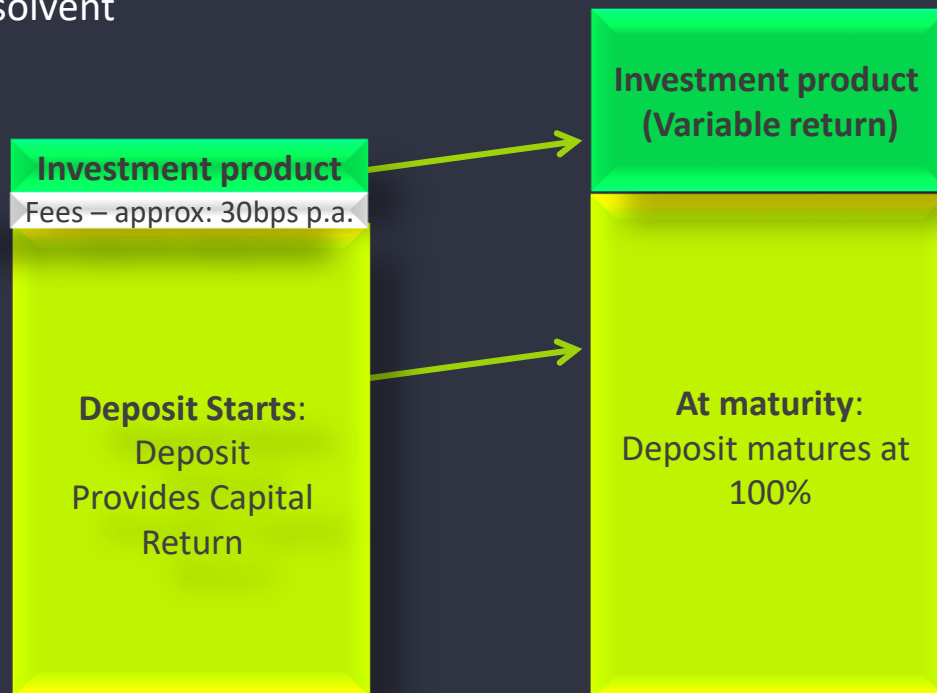 solvent
Investment product
Fees – approx: 30bps p.a.
Deposit Starts:
Deposit
Provides Capital
Return
Investment product
(Variable return)
At maturity:
Deposit matures at
100%